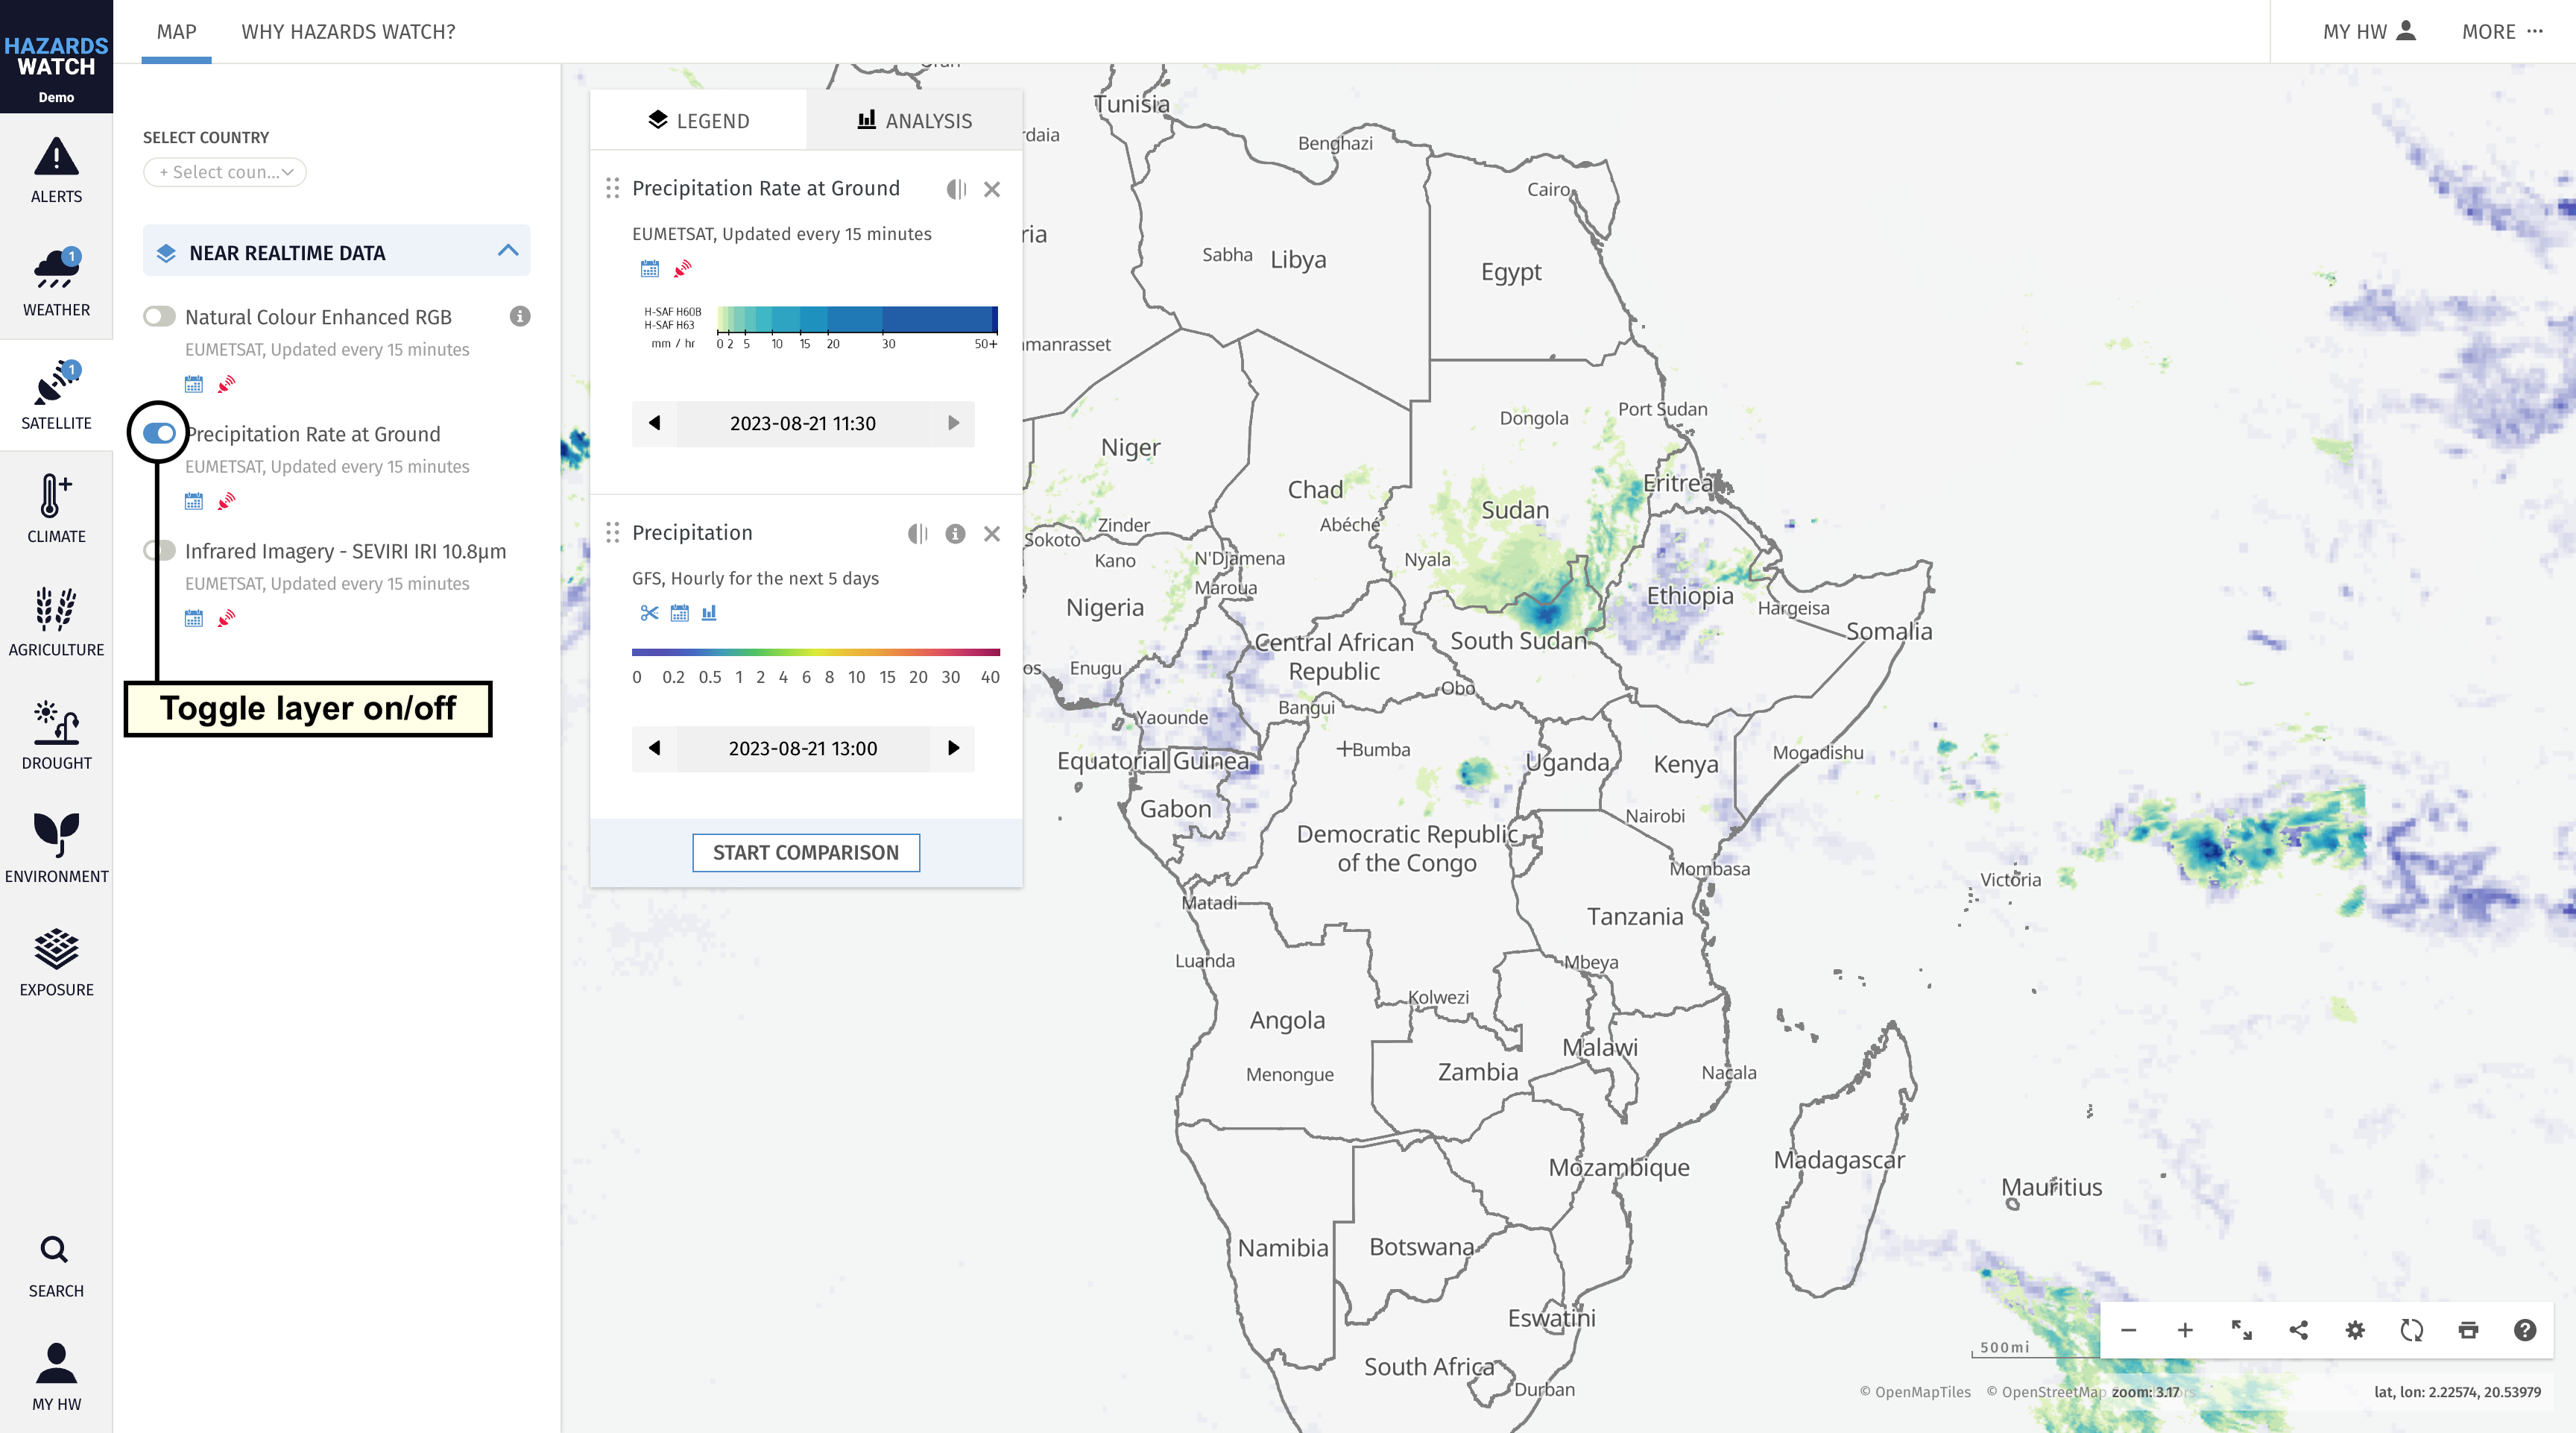 HAZARDS
WATCH
Demo
MAP
WHY HAZARDS WATCH?
MY HW
MORE
ALERTS
1
WEATHER
1
SATELLITE
CLIMATE
AGRICULTURE
DROUGHT
ENVIRONMENT
EXPOSURE
SEARCH
MY HW
SELECT COUNTRY
+ Select coun...
NEAR REALTIME DATA
Natural Colour Enhanced RGB
EUMETSAT, Updated every 15 minutes
Precipitation Rate at Ground
EUMETSAT, Updated every 15 minutes
Infrared Imagery - SEVIRI IRI 10.8µm
EUMETSAT, Updated every 15 minutes
Toggle layer on/off
LEGEND
ANALYSIS
Precipitation Rate at Ground
EUMETSAT, Updated every 15 minutes
H-SAF H60B
H-SAF H63
mm / hr
0 2 5 10 15 20 30 50+
2023-08-21 11:30
Precipitation
GFS, Hourly for the next 5 days
0 0.2 0.5 1 2 4 6 8 10 15 20 30 40
2023-08-21 13:00
START COMPARISON
Tunisia
Benghazi
Cairo
Sabha
Libya
Egypt
Dongola
Port Sudan
Niger
Chad
Sudan
Eritrea
Zinder
Abéché
Sokoto
Kano
N'Djamena
Nyala
Maroua
Ethiopia
Nigeria
Hargeisa
Somalia
Central African
Republic
South Sudan
Enugu
Obo
Bangui
Yaounde
Bumba
Mogadishu
Equatorial Guinea
Uganda
Kenya
Gabon
Nairobi
Democratic Republic
of the Congo
Mombasa
Victoria
Matadi
Tanzania
Luanda
Mbeya
Kolwezi
Angola
Malawi
Menongue
Zambia
Nacala
Mozambique
Madagascar
Mauritius
Namibia
Botswana
Eswatini
South Africa
Durban
500mi
© OpenMapTiles © OpenStreetMap
zoom: 3.17
lat, lon: 2.22574, 20.53979